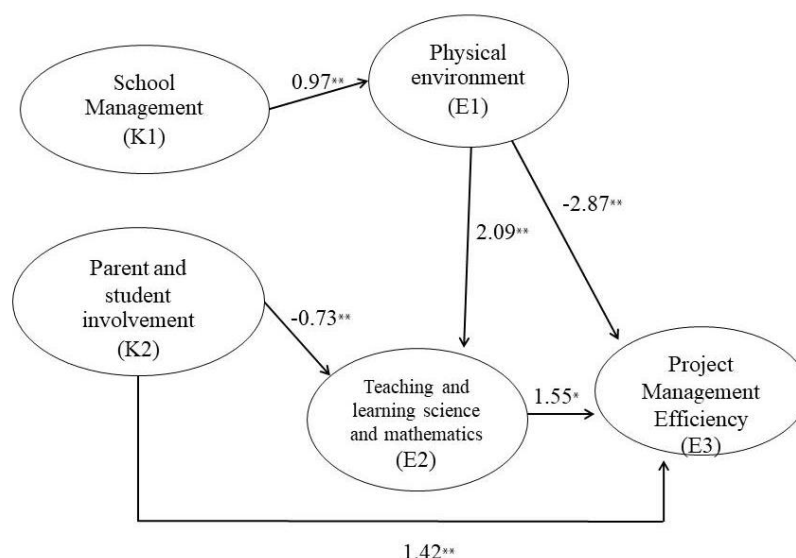 School
Management
(K1)
0.97**
Physical
environment
(E1)
2.09**
-2.87**
Parent and
student
involvement
(K2)
-0.73**
Teaching and
learning science
and mathematics
(E2)
1.55*
Project
Management
Efficiency
(E3)
1.42**